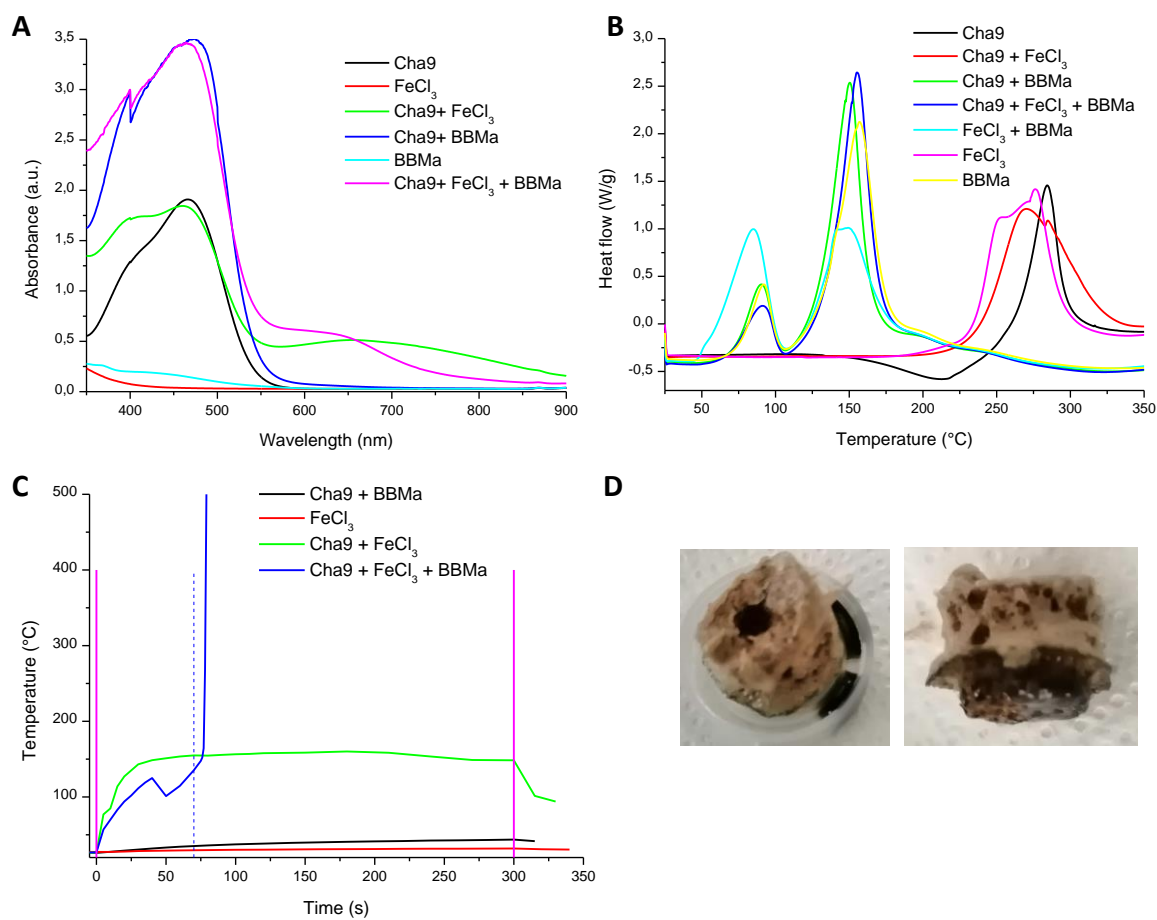 A
3,5
3,0
2,5
2,0
1,5
1,0
0,5
0,0
400 500 600 700 800 900
Absorbance (a.u.)
Wavelength (nm)
Cha9
FeCl₃
Cha9+ FeCl₃
Cha9+ BBMa
BBMa
Cha9+ FeCl₃ + BBMa
B
3,0
2,5
2,0
1,5
1,0
0,5
0,0
-0,5
50 100 150 200 250 300 350
Heat flow (W/g)
Temperature (°C)
Cha9
Cha9 + FeCl₃
Cha9 + BBMa
Cha9 + FeCl₃ + BBMa
FeCl₃ + BBMa
FeCl₃
BBMa
C
500
400
300
200
100
0 50 100 150 200 250 300 350
Temperature (°C)
Time (s)
Cha9 + BBMa
FeCl₃
Cha9 + FeCl₃
Cha9 + FeCl₃ + BBMa
D